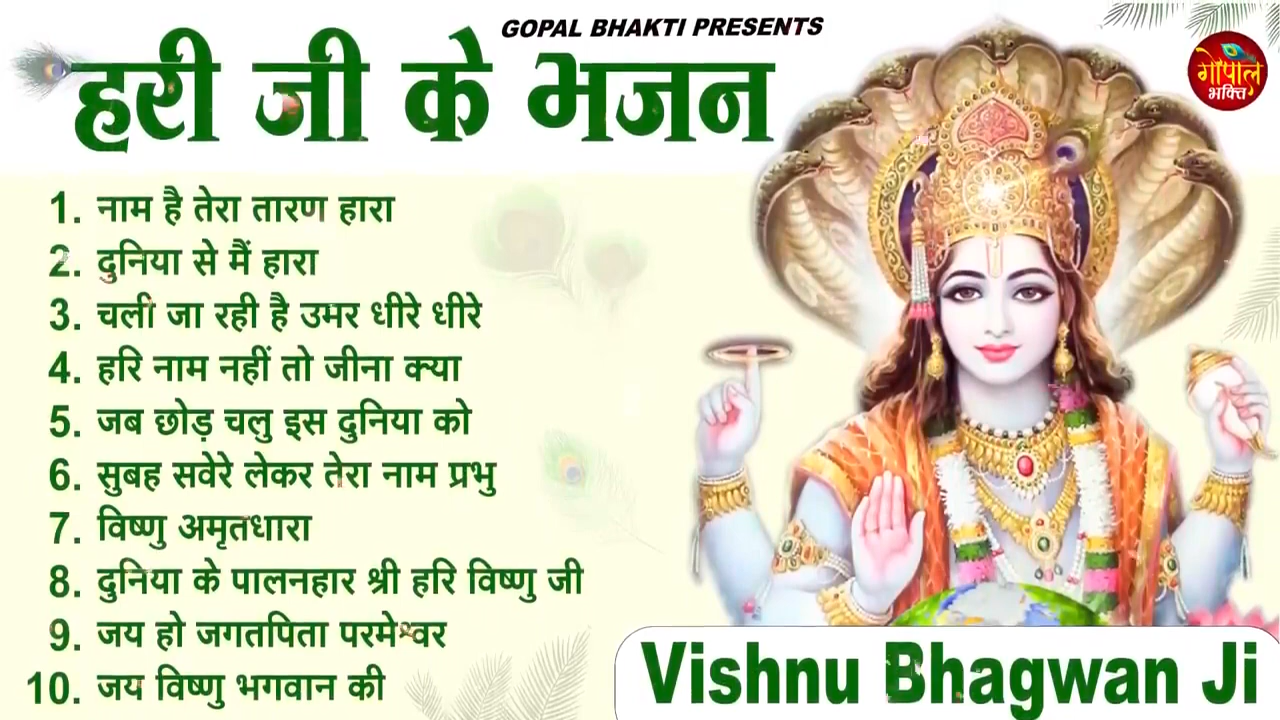 GOPAL BHAKTI PRESENTS
हरी जी के भजन
गोपाल
भक्ति
1. नाम है तेरा तारण हारा
2. दुनिया से मैं हारा
3. चली जा रही है उमर धीरे धीरे
4. हरि नाम नहीं तो जीना क्या
5. जब छोड़ चलु इस दुनिया को
6. सुबह सवेरे लेकर तेरा नाम प्रभु
7. विष्णु अमृतधारा
8. दुनिया के पालनहार श्री हरि विष्णु जी
9. जय हो जगतपिता परमेश्वर
10. जय विष्णु भगवान की
Vishnu Bhagwan Ji